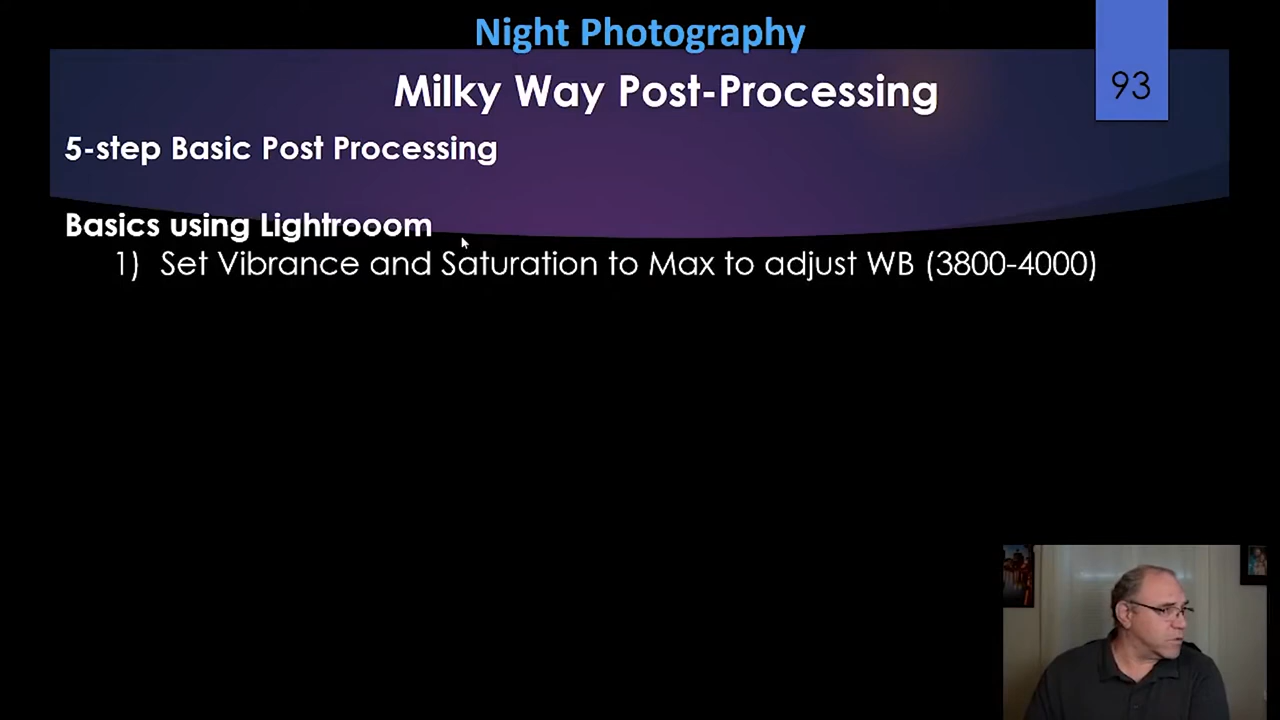 Night Photography
Milky Way Post-Processing
93
5-step Basic Post Processing
Basics using Lightrooom
1) Set Vibrance and Saturation to Max to adjust WB (3800-4000)